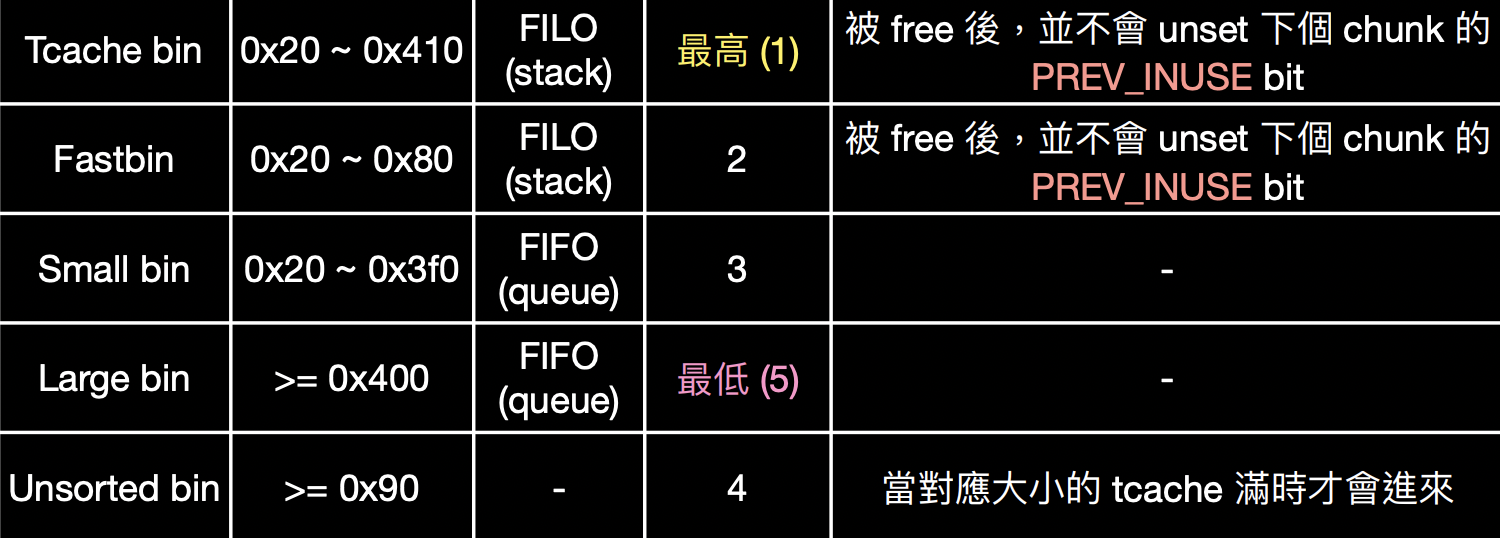 Tcache bin
0x20 ~ 0x410
FILO
(stack)
最高 (1)
被 free 後，並不會 unset 下個 chunk 的
PREV_INUSE bit
Fastbin
0x20 ~ 0x80
FILO
(stack)
2
被 free 後，並不會 unset 下個 chunk 的
PREV_INUSE bit
Small bin
0x20 ~ 0x3f0
FIFO
(queue)
3
-
Large bin
>= 0x400
FIFO
(queue)
最低 (5)
-
Unsorted bin
>= 0x90
-
4
當對應大小的 tcache 滿時才會進來